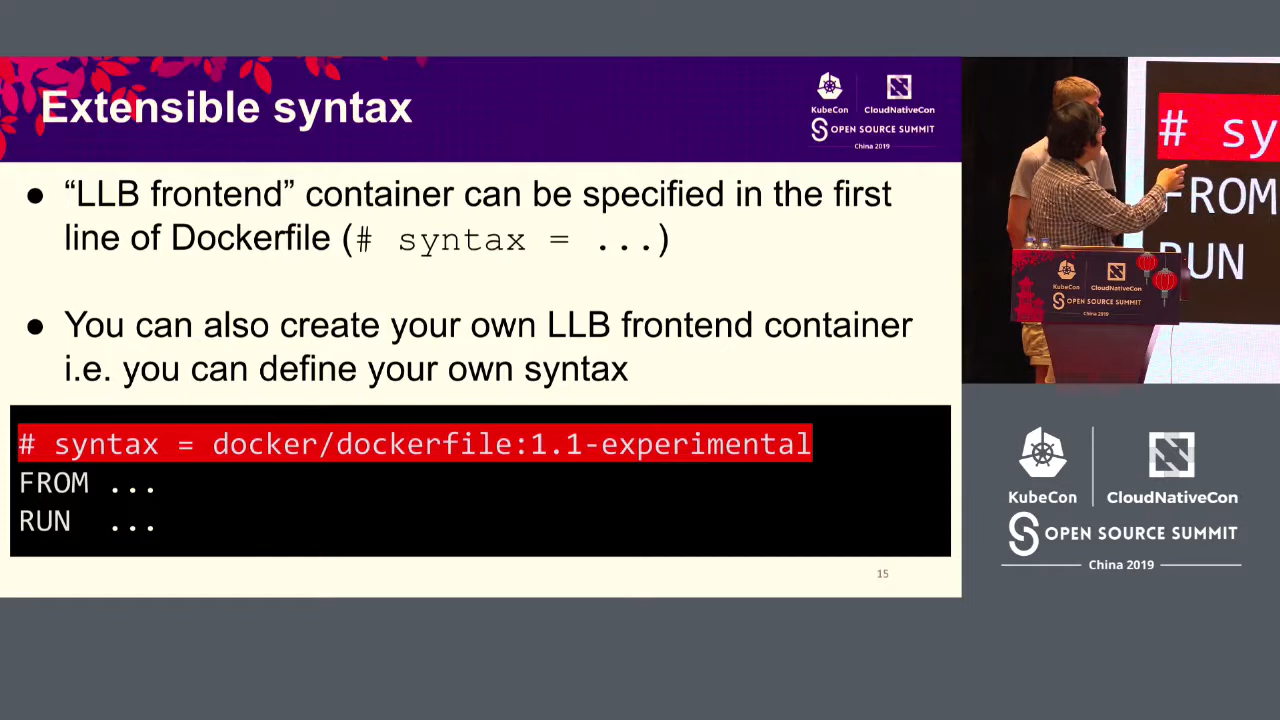 Extensible syntax
KubeCon
CloudNativeCon
OPEN SOURCE SUMMIT
China 2019
● “LLB frontend” container can be specified in the first
line of Dockerfile (# syntax = ...)
● You can also create your own LLB frontend container
i.e. you can define your own syntax
# syntax = docker/dockerfile:1.1-experimental
FROM ...
RUN ...
15
# sy
FROM
RUN
KubeCon
CloudNativeCon
OPEN SOURCE SUMMIT
China 2019
KubeCon
CloudNativeCon
OPEN SOURCE SUMMIT
China 2019